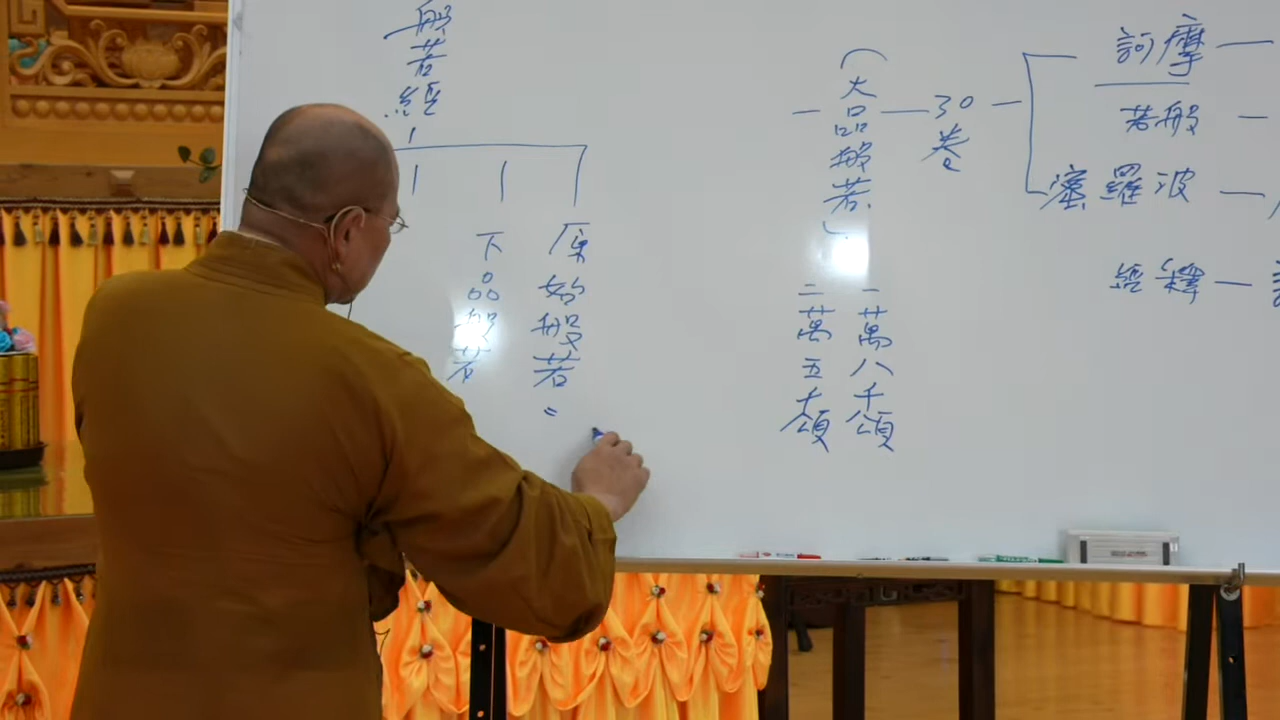 般若經
原始般若=
下品般若
(大品般若)
30卷
一萬八千頌
二萬五千頌
訶摩
若般
蜜羅波
經釋